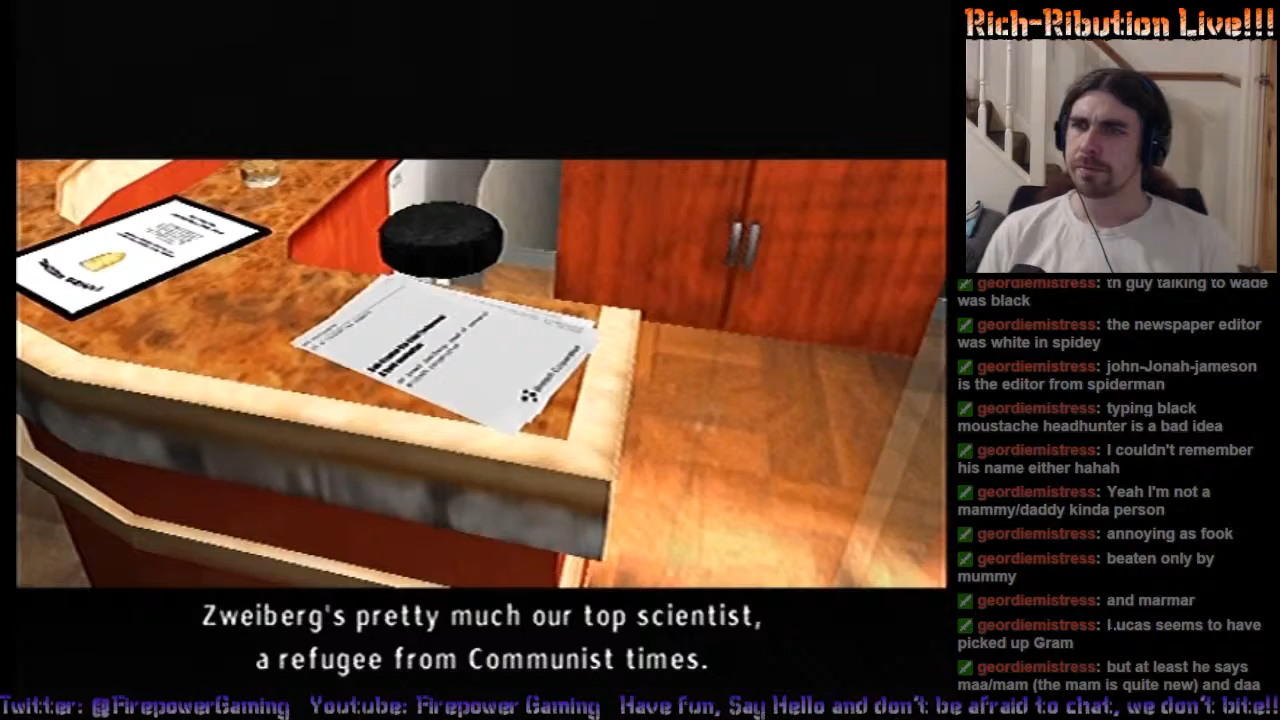 Rich-Ribution Live!!!
geordiemistress: th guy talking to wade
was black
geordiemistress: the newspaper editor
was white in spidey
geordiemistress: john-Jonah-jameson
is the editor from spiderman
geordiemistress: typing black
moustache headhunter is a bad idea
geordiemistress: I couldn't remember
his name either hahah
geordiemistress: Yeah I'm not a
mammy/daddy kinda person
geordiemistress: annoying as fook
geordiemistress: beaten only by
mummy
geordiemistress: and marmar
geordiemistress: Lucas seems to have
picked up Gram
geordiemistress: but at least he says
maa/mam (the mam is quite new) and daa
Zweiberg's pretty much our top scientist,
a refugee from Communist times.
Twitter: @FirepowerGaming Youtube: Firepower Gaming Have fun, Say Hello and don't be afraid to chat, we don't bite!!